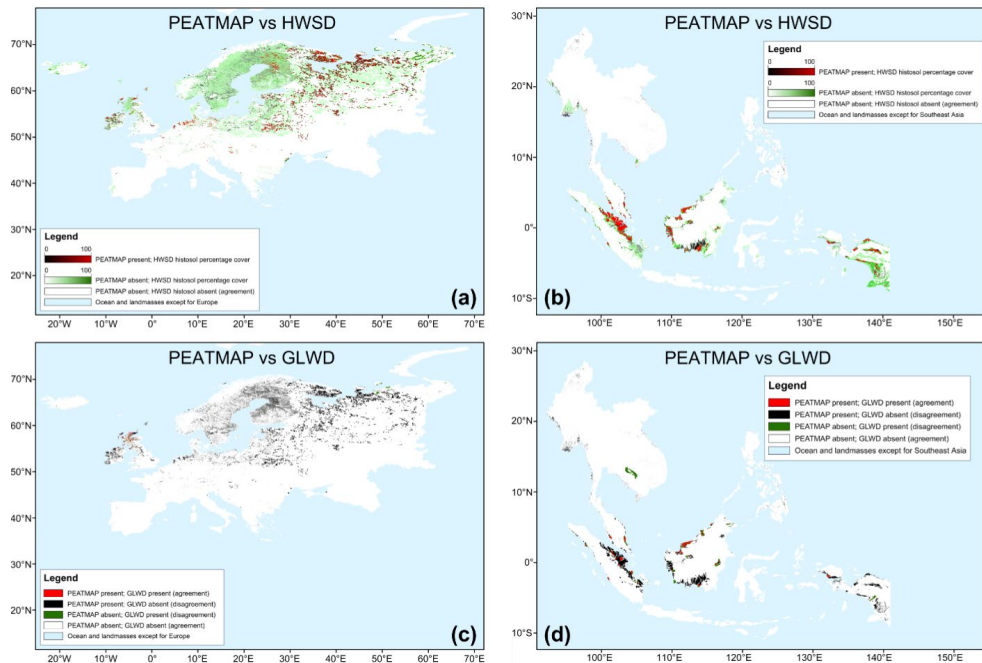 PEATMAP vs HWSD
70°N
60°N
50°N
40°N
30°N
20°N
Legend
0 100
PEATMAP present; HWSD histosol percentage cover
0 100
PEATMAP absent; HWSD histosol percentage cover
PEATMAP absent; HWSD histosol absent (agreement)
Ocean and landmasses except for Europe
(a)
20°W 10°W 0° 10°E 20°E 30°E 40°E 50°E 60°E 70°E
PEATMAP vs HWSD
30°N
20°N
10°N
0°
10°S
Legend
0 100
PEATMAP present; HWSD histosol percentage cover
0 100
PEATMAP absent; HWSD histosol percentage cover
PEATMAP absent; HWSD histosol absent (agreement)
Ocean and landmasses except for Southeast Asia
(b)
100°E 110°E 120°E 130°E 140°E 150°E
PEATMAP vs GLWD
70°N
60°N
50°N
40°N
30°N
20°N
Legend
PEATMAP present; GLWD present (agreement)
PEATMAP present; GLWD absent (disagreement)
PEATMAP absent; GLWD present (disagreement)
PEATMAP absent; GLWD absent (agreement)
Ocean and landmasses except for Europe
(c)
20°W 10°W 0° 10°E 20°E 30°E 40°E 50°E 60°E 70°E
PEATMAP vs GLWD
30°N
20°N
10°N
0°
10°S
Legend
PEATMAP present; GLWD present (agreement)
PEATMAP present; GLWD absent (disagreement)
PEATMAP absent; GLWD present (disagreement)
PEATMAP absent; GLWD absent (agreement)
Ocean and landmasses except for Southeast Asia
(d)
100°E 110°E 120°E 130°E 140°E 150°E